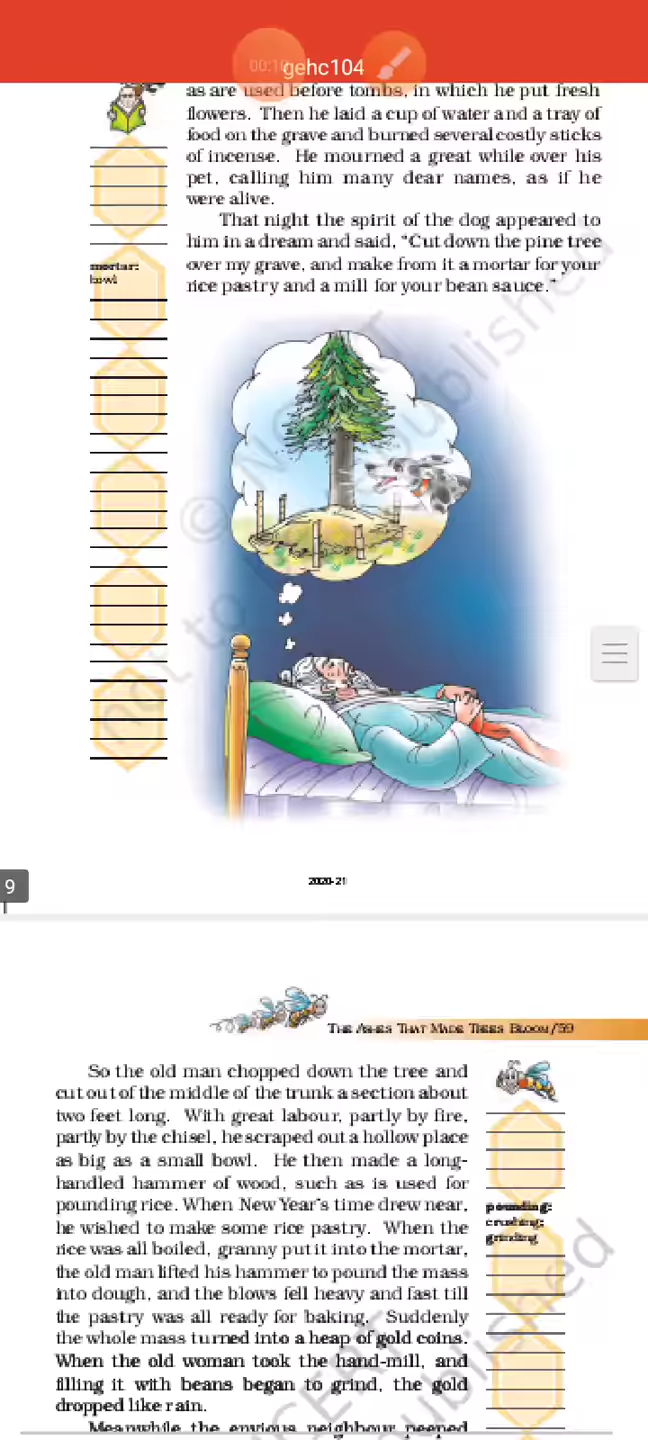 00:10
gehc104
as are used before tombs, in which he put fresh
flowers. Then he laid a cup of water and a tray of
food on the grave and burned several costly sticks
of incense. He mourned a great while over his
pet, calling him many dear names, as if he
were alive.
That night the spirit of the dog appeared to
him in a dream and said, "Cut down the pine tree
over my grave, and make from it a mortar for your
rice pastry and a mill for your bean sauce."
mortar:
bowl
9
2020-21
THE ASHES THAT MADE TREES BLOOM/59
So the old man chopped down the tree and
cut out of the middle of the trunk a section about
two feet long. With great labour, partly by fire,
partly by the chisel, he scraped out a hollow place
as big as a small bowl. He then made a long-
handled hammer of wood, such as is used for
pounding rice. When New Year's time drew near,
he wished to make some rice pastry. When the
rice was all boiled, granny put it into the mortar,
the old man lifted his hammer to pound the mass
into dough, and the blows fell heavy and fast till
the pastry was all ready for baking. Suddenly
the whole mass turned into a heap of gold coins.
When the old woman took the hand-mill, and
filling it with beans began to grind, the gold
dropped like rain.
Meanwhile the envious neighbour peeped
pounding:
crushing;
grinding